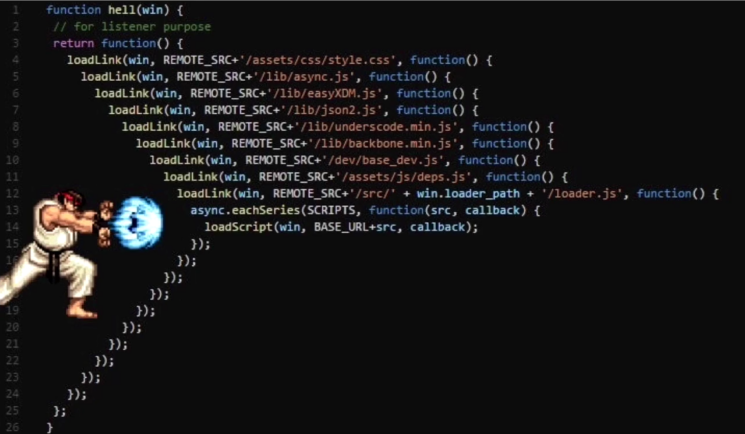 1 function hell(win) {
2 // for listener purpose
3 return function() {
4 loadLink(win, REMOTE_SRC+'/assets/css/style.css', function() {
5 loadLink(win, REMOTE_SRC+'/lib/async.js', function() {
6 loadLink(win, REMOTE_SRC+'/lib/easyXDM.js', function() {
7 loadLink(win, REMOTE_SRC+'/lib/json2.js', function() {
8 loadLink(win, REMOTE_SRC+'/lib/underscode.min.js', function() {
9 loadLink(win, REMOTE_SRC+'/lib/backbone.min.js', function() {
10 loadLink(win, REMOTE_SRC+'/dev/base_dev.js', function() {
11 loadLink(win, REMOTE_SRC+'/assets/js/deps.js', function() {
12 loadLink(win, REMOTE_SRC+'/src/' + win.loader_path + '/loader.js', function() {
13 async.eachSeries(SCRIPTS, function(src, callback) {
14 loadScript(win, BASE_URL+src, callback);
15 });
});
});
});
19 });
20 });
21 });
22 });
23 });
24 });
25 };
26 }